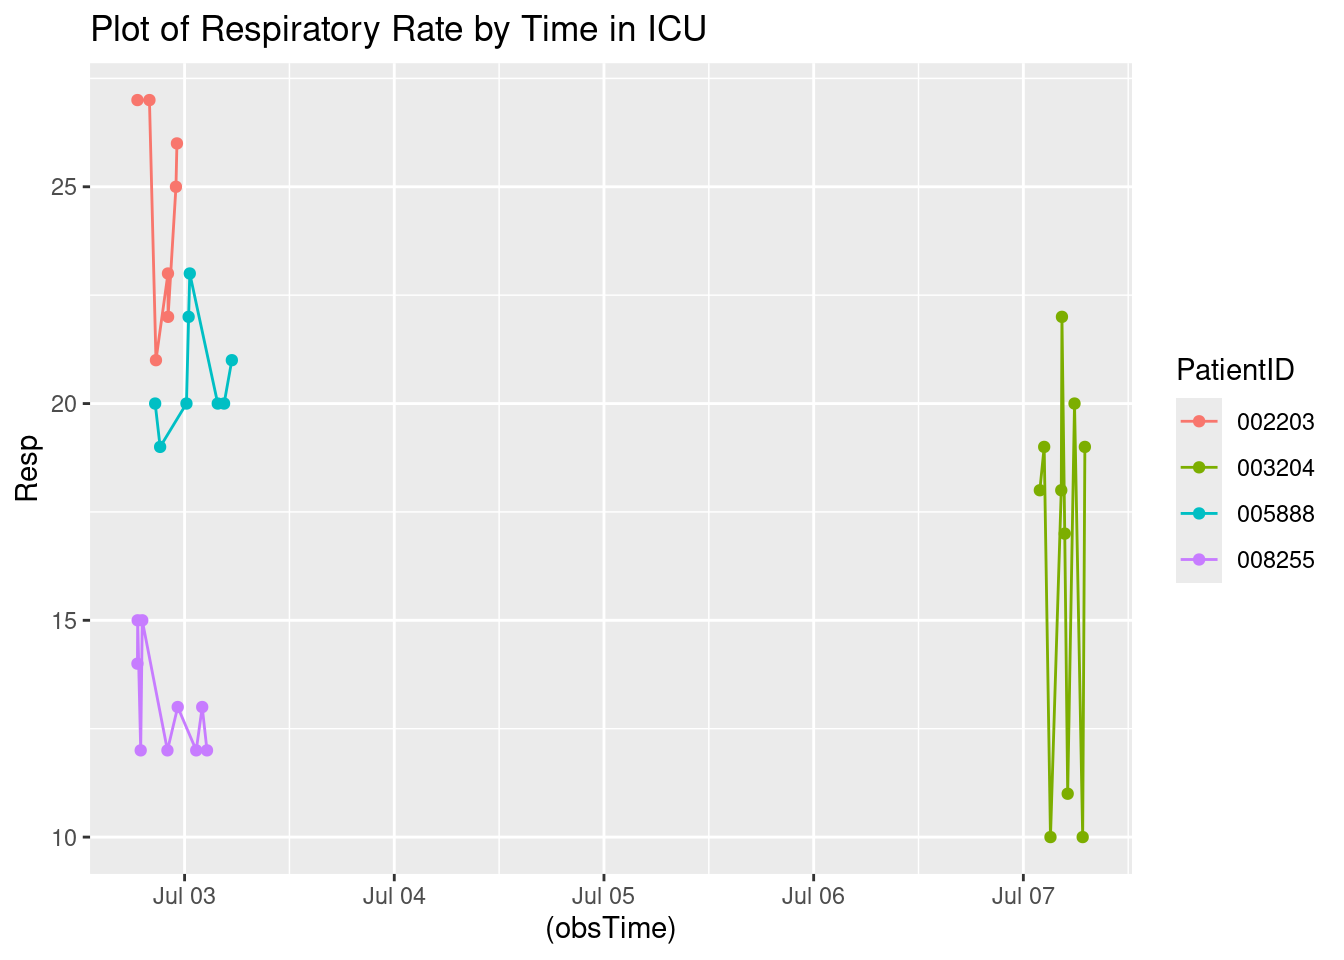 Plot of Respiratory Rate by Time in ICU
25
20
15
10
Resp
Jul 03 Jul 04 Jul 05 Jul 06 Jul 07
(obsTime)
PatientID
002203
003204
005888
008255